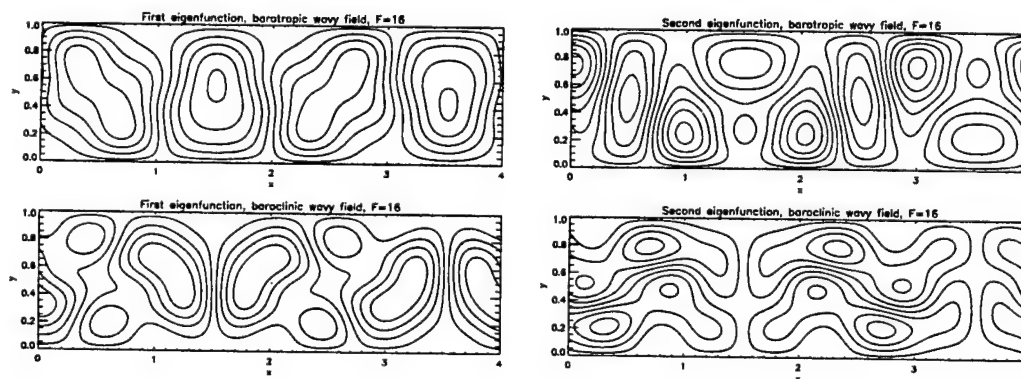 First eigenfunction, barotropic wavy field, F=16
1.0
0.8
0.6
y
0.4
0.2
0.0
0 1 2 3 4
x
Second eigenfunction, barotropic wavy field, F=16
1.0
0.8
0.6
y
0.4
0.2
0.0
0 1 2 3
x
First eigenfunction, baroclinic wavy field, F=16
1.0
0.8
0.6
y
0.4
0.2
0.0
0 1 2 3 4
x
Second eigenfunction, baroclinic wavy field, F=16
1.0
0.8
0.6
y
0.4
0.2
0.0
0 1 2 3
x